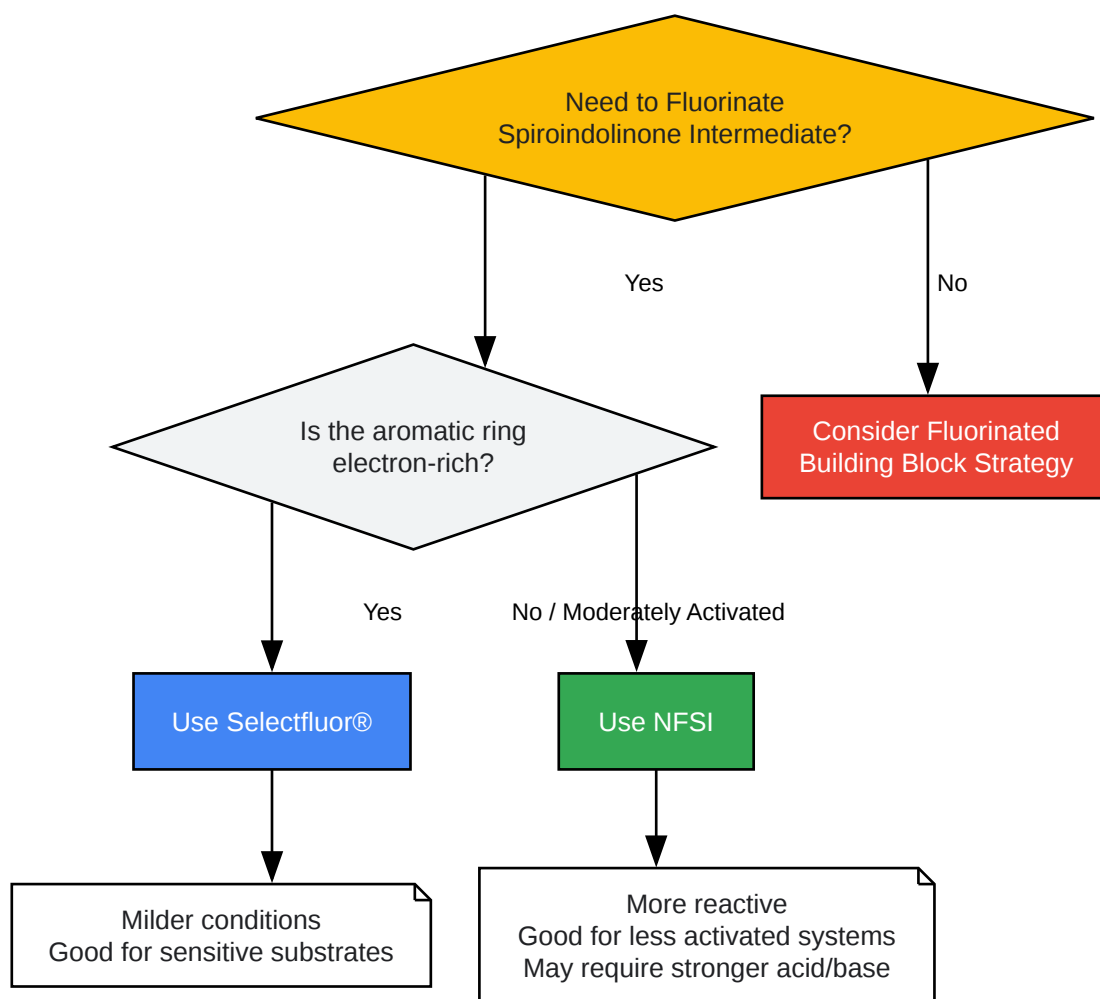 Need to Fluorinate
Spiroindolinone Intermediate?
Yes
No
Is the aromatic ring
electron-rich?
Consider Fluorinated
Building Block Strategy
Yes
No / Moderately Activated
Use Selectfluor®
Use NFSI
Milder conditions
Good for sensitive substrates
More reactive
Good for less activated systems
May require stronger acid/base